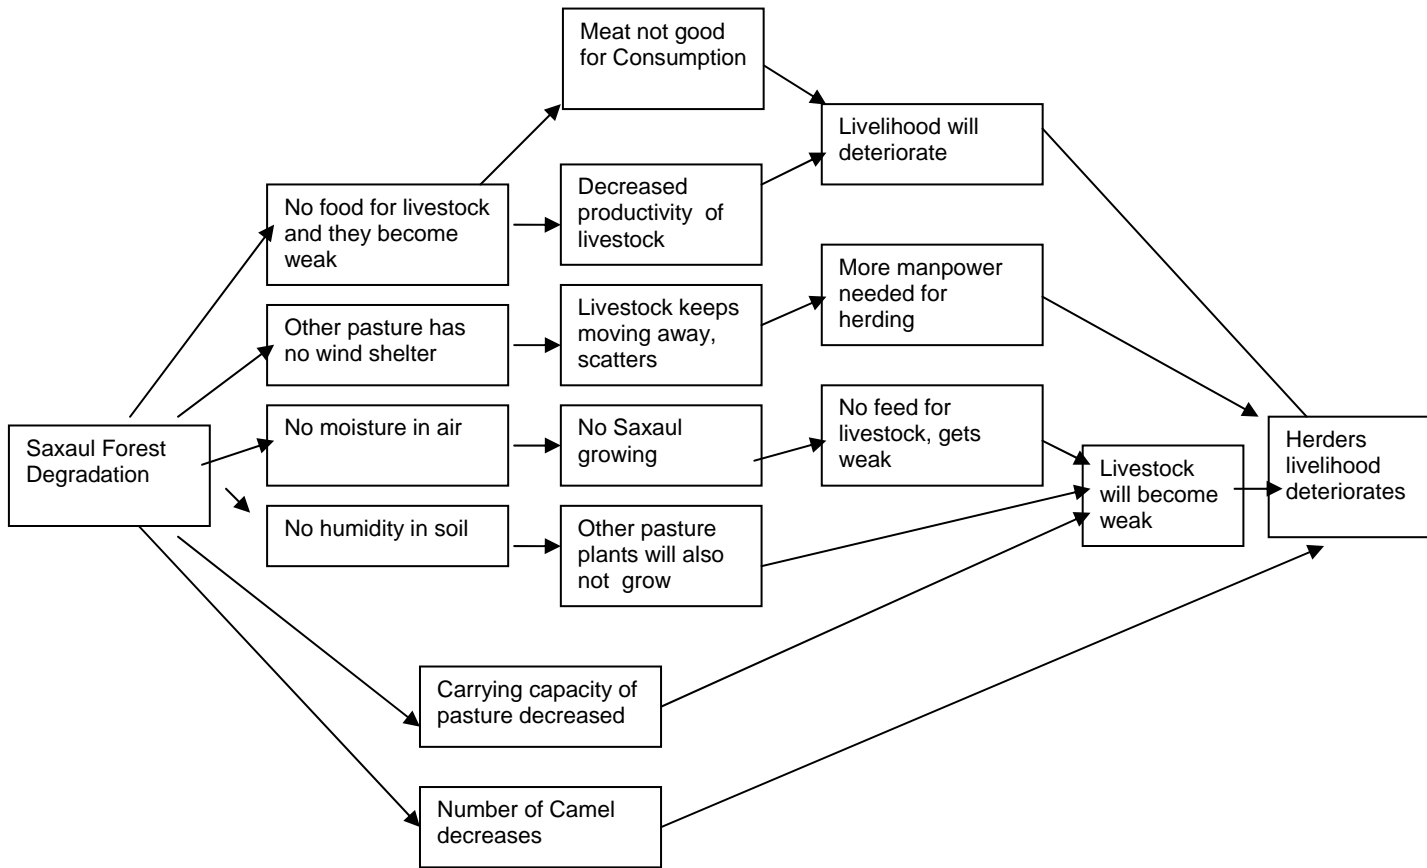 Meat not good
for Consumption
Livelihood will
deteriorate
No food for livestock
and they become
weak
Decreased
productivity of
livestock
More manpower
needed for
herding
Other pasture has
no wind shelter
Livestock keeps
moving away,
scatters
No feed for
livestock, gets
weak
No moisture in air
No Saxaul
growing
Saxaul Forest
Degradation
Livestock
will become
weak
Herders
livelihood
deteriorates
No humidity in soil
Other pasture
plants will also
not grow
Carrying capacity of
pasture decreased
Number of Camel
decreases